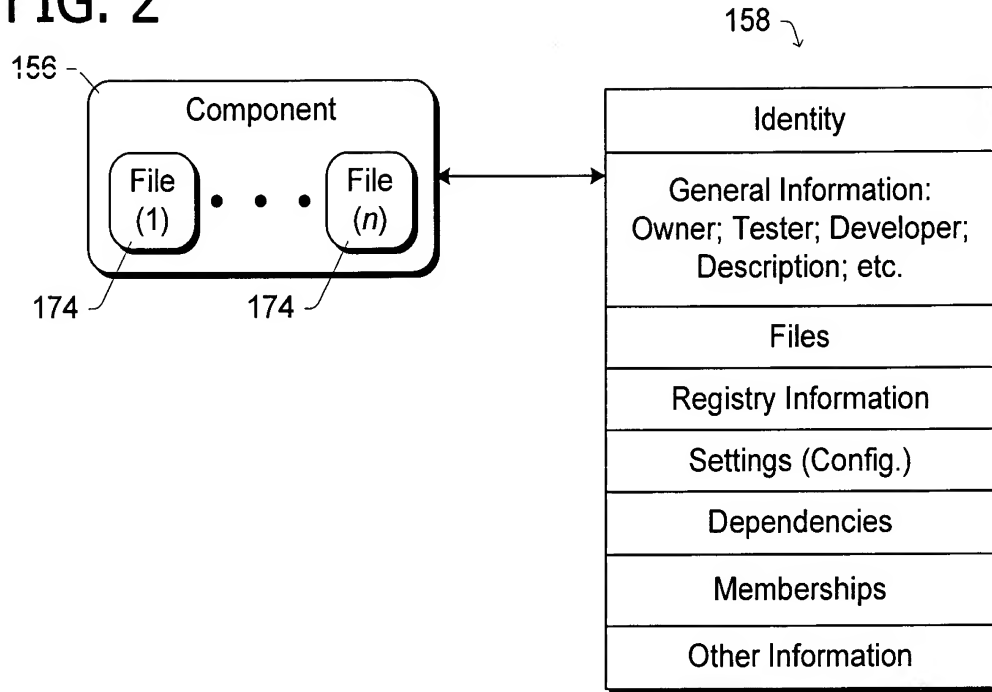 FIG. 2
158
156
Component
File
(1)
• • •
File
(n)
174
174
Identity
General Information:
Owner; Tester; Developer;
Description; etc.
Files
Registry Information
Settings (Config.)
Dependencies
Memberships
Other Information